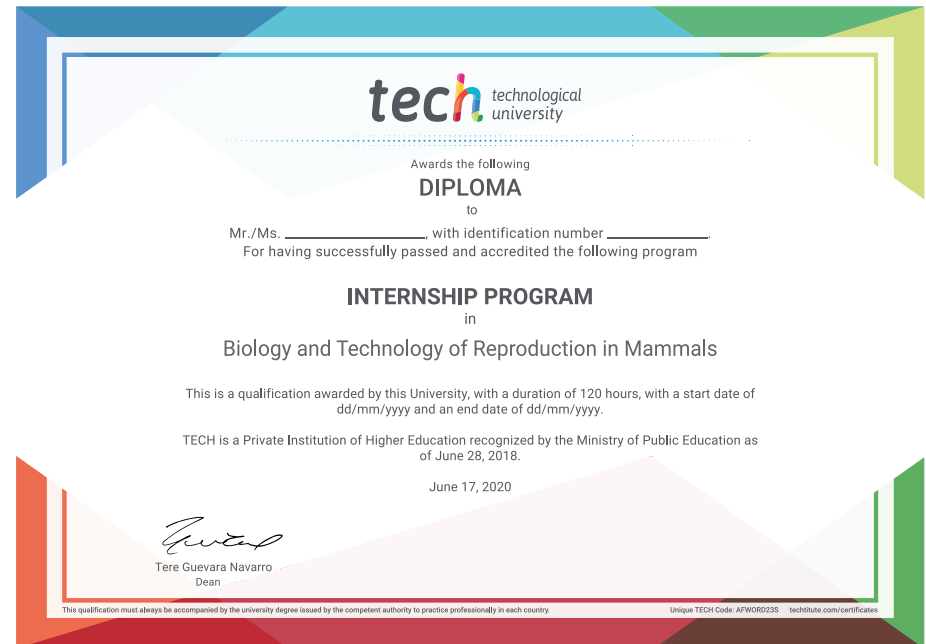 tech technological
university
Awards the following
DIPLOMA
to
Mr./Ms. ____________________, with identification number ______________.
For having successfully passed and accredited the following program
INTERNSHIP PROGRAM
in
Biology and Technology of Reproduction in Mammals
This is a qualification awarded by this University, with a duration of 120 hours, with a start date of
dd/mm/yyyy and an end date of dd/mm/yyyy.
TECH is a Private Institution of Higher Education recognized by the Ministry of Public Education as
of June 28, 2018.
June 17, 2020
Tere Guevara Navarro
Dean
This qualification must always be accompanied by the university degree issued by the competent authority to practice professionally in each country.
Unique TECH Code: AFWORD23S techtitute.com/certificates